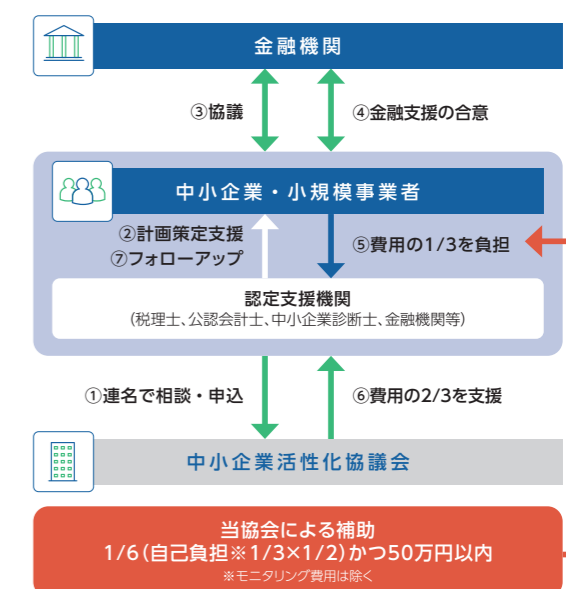 金融機関
③協議
④金融支援の合意
中小企業・小規模事業者
②計画策定支援
⑦フォローアップ
⑤費用の1/3を負担
認定支援機関
(税理士、公認会計士、中小企業診断士、金融機関等)
①連名で相談・申込
⑥費用の2/3を支援
中小企業活性化協議会
当協会による補助
1/6(自己負担※1/3×1/2)かつ50万円以内
※モニタリング費用は除く